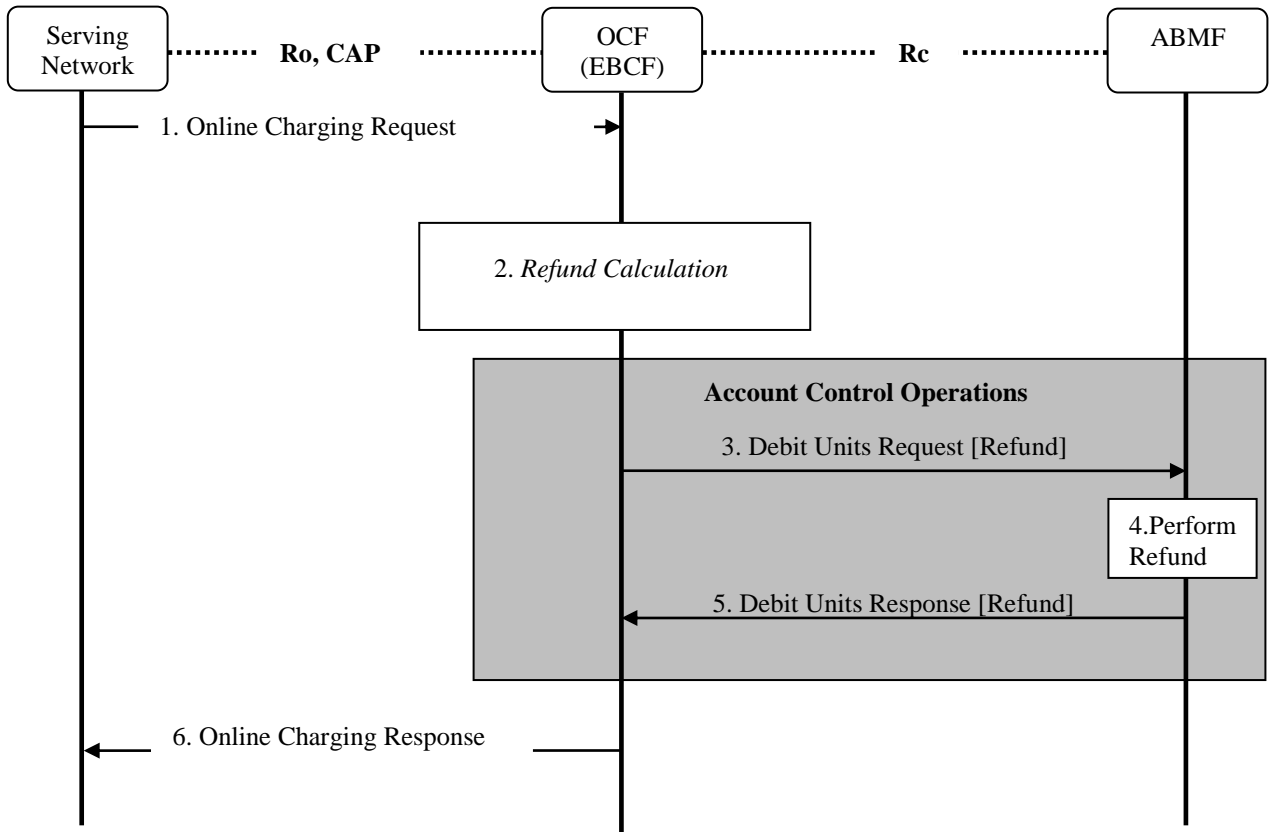 Serving
Network
Ro, CAP
OCF
(EBCF)
Rc
ABMF
1. Online Charging Request
2. Refund Calculation
Account Control Operations
3. Debit Units Request [Refund]
4.Perform
Refund
5. Debit Units Response [Refund]
6. Online Charging Response